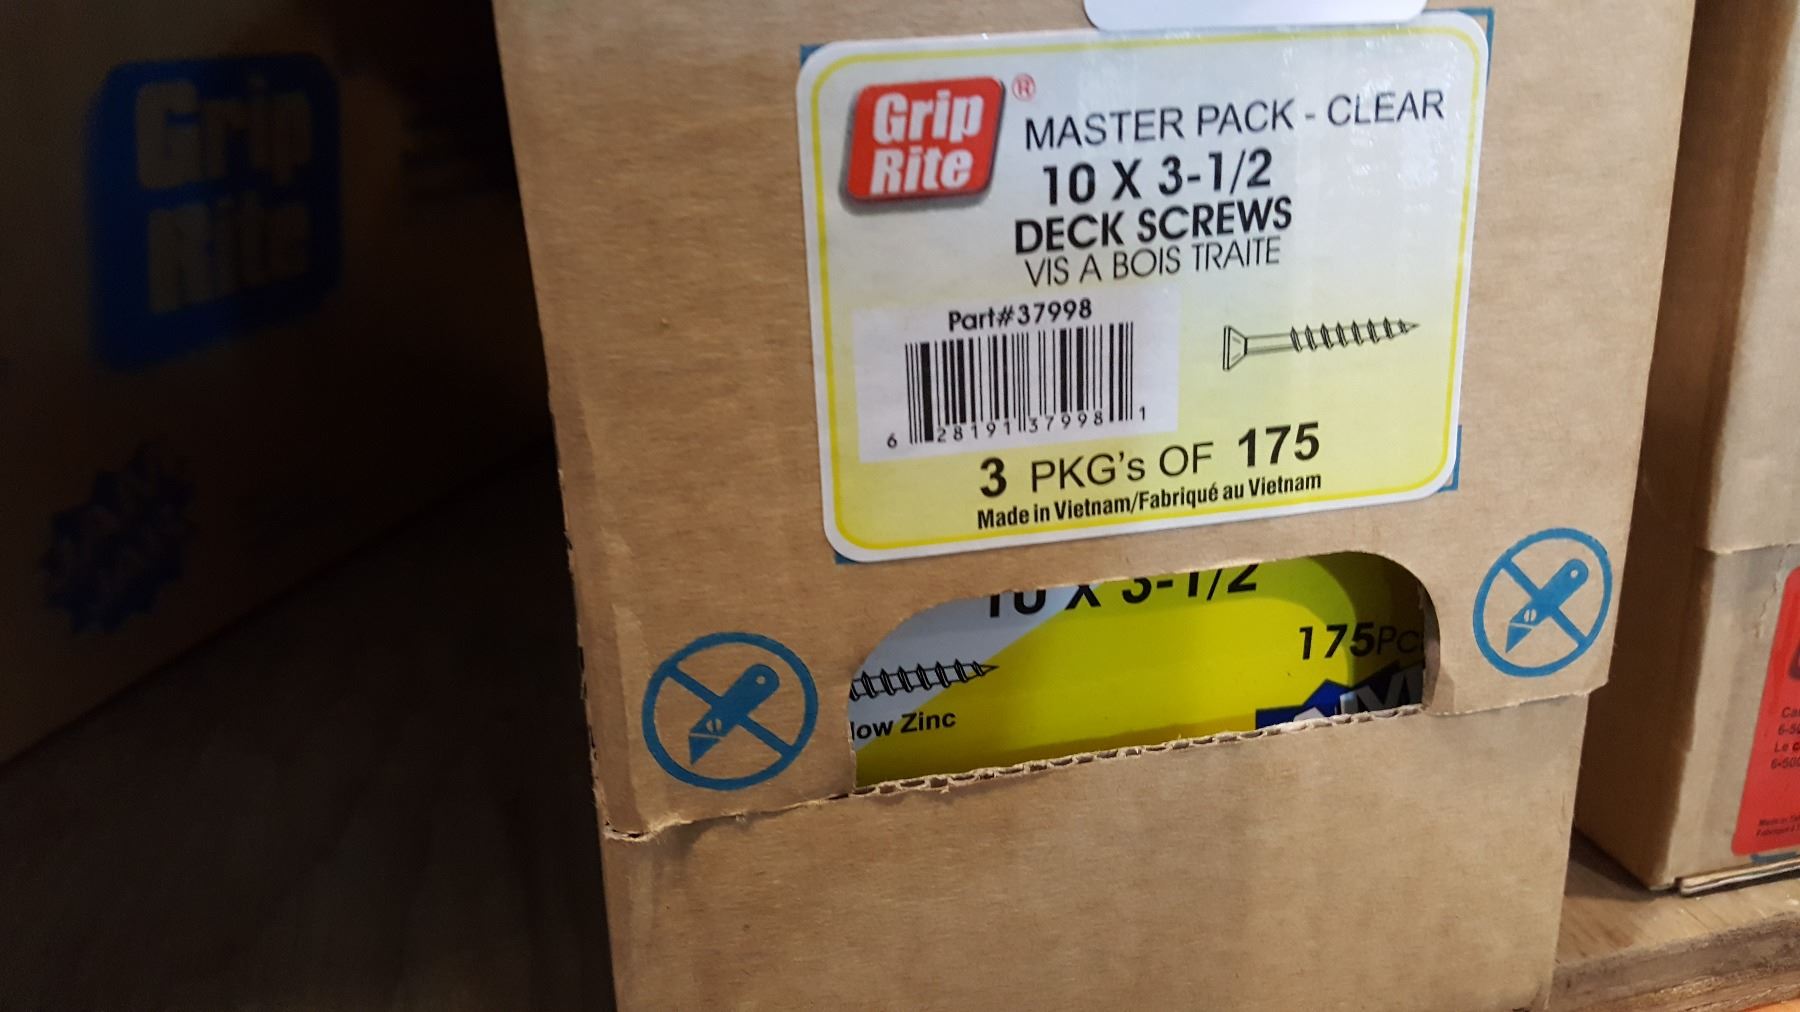 Grip
Rite
Grip
Rite
®
MASTER PACK - CLEAR
10 X 3-1/2
DECK SCREWS
VIS A BOIS TRAITE
Part#37998
6 28191 37998 1
3 PKG's OF 175
Made in Vietnam/Fabriqué au Vietnam
10 X 3-1/2
175Pc
low Zinc